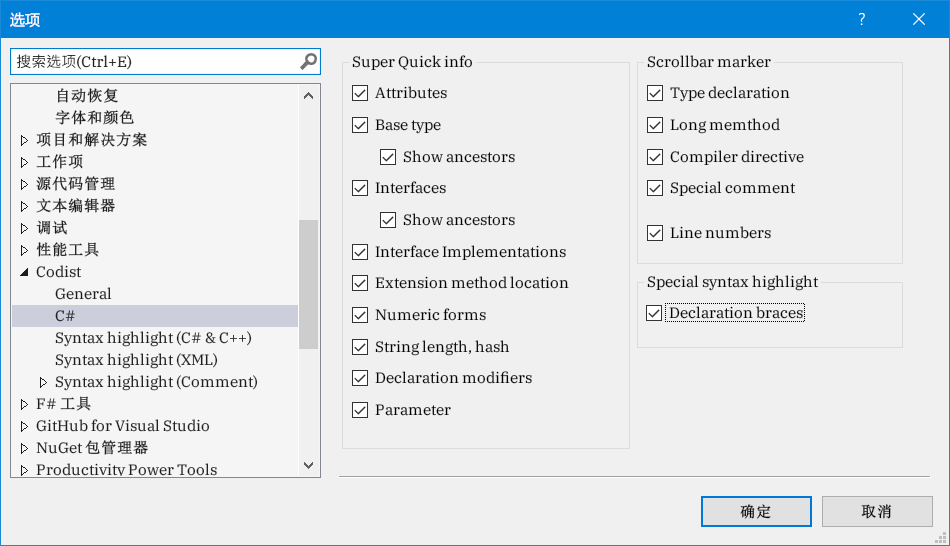 选项
?
搜索选项(Ctrl+E)
自动恢复
字体和颜色
项目和解决方案
工作项
源代码管理
文本编辑器
调试
性能工具
Codist
General
C#
Syntax highlight (C# & C++)
Syntax highlight (XML)
Syntax highlight (Comment)
F# 工具
GitHub for Visual Studio
NuGet 包管理器
Productivity Power Tools
Super Quick info
Attributes
Base type
Show ancestors
Interfaces
Show ancestors
Interface Implementations
Extension method location
Numeric forms
String length, hash
Declaration modifiers
Parameter
Scrollbar marker
Type declaration
Long memthod
Compiler directive
Special comment
Line numbers
Special syntax highlight
Declaration braces
确定
取消